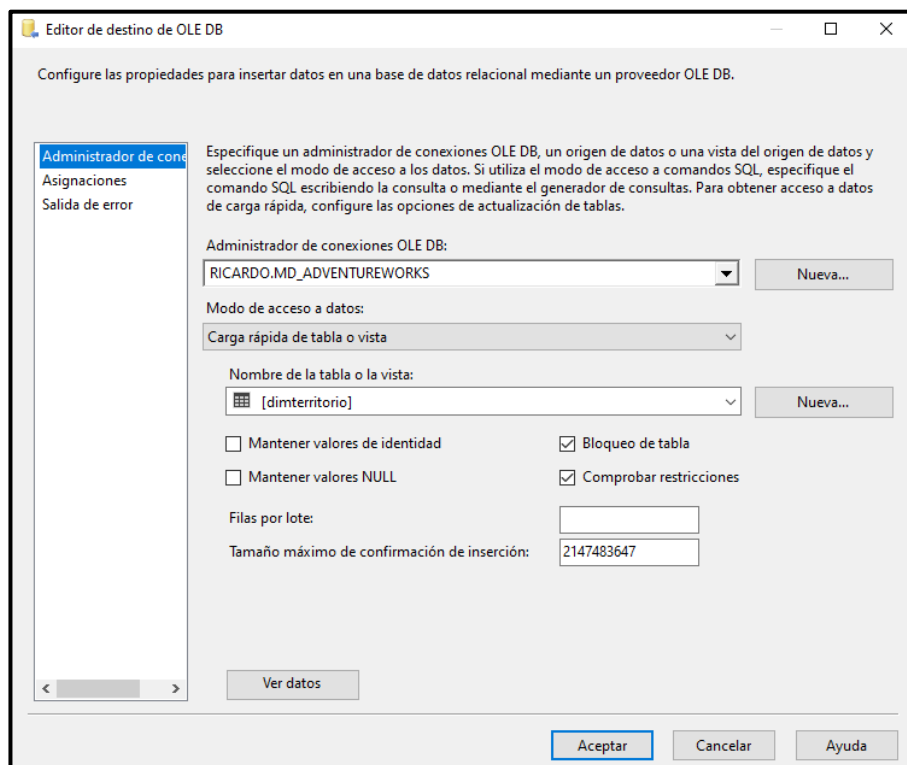 Editor de destino de OLE DB
Configure las propiedades para insertar datos en una base de datos relacional mediante un proveedor OLE DB.
Administrador de cone
Asignaciones
Salida de error
Especifique un administrador de conexiones OLE DB, un origen de datos o una vista del origen de datos y
seleccione el modo de acceso a los datos. Si utiliza el modo de acceso a comandos SQL, especifique el
comando SQL escribiendo la consulta o mediante el generador de consultas. Para obtener acceso a datos
de carga rápida, configure las opciones de actualización de tablas.
Administrador de conexiones OLE DB:
RICARDO.MD_ADVENTUREWORKS
Nueva...
Modo de acceso a datos:
Carga rápida de tabla o vista
Nombre de la tabla o la vista:
[dimterritorio]
Nueva...
Mantener valores de identidad
Bloqueo de tabla
Mantener valores NULL
Comprobar restricciones
Filas por lote:
Tamaño máximo de confirmación de inserción:
2147483647
Ver datos
Aceptar
Cancelar
Ayuda